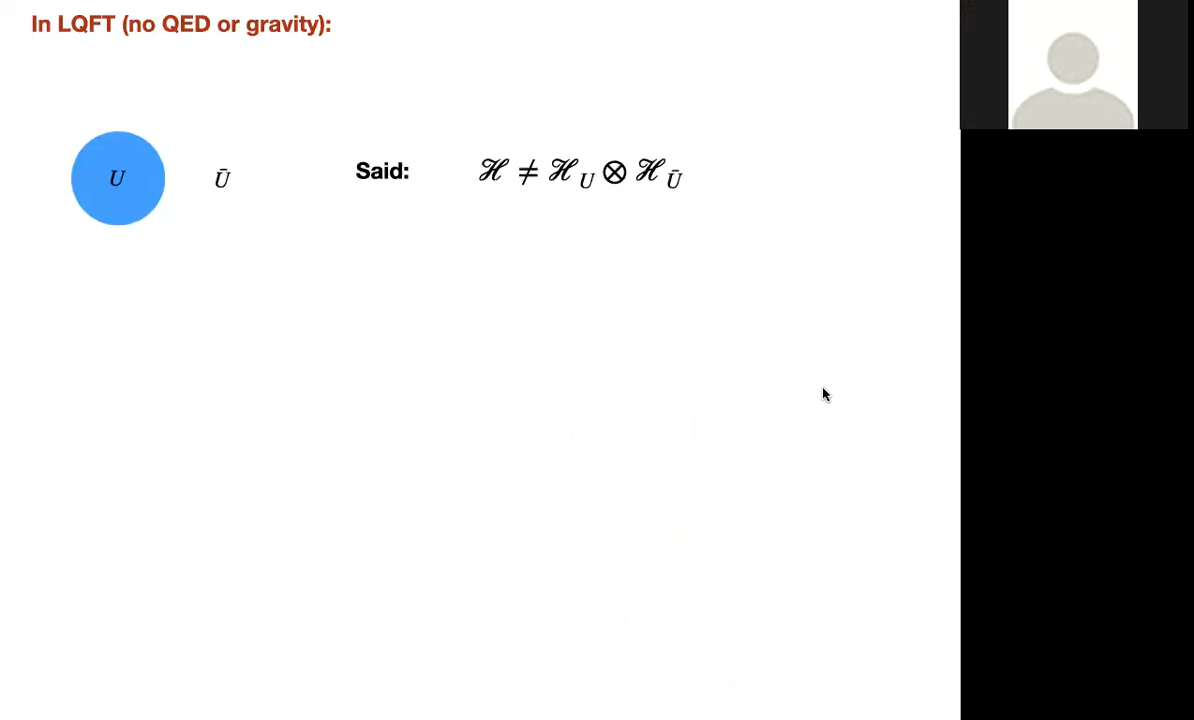 In LQFT (no QED or gravity):
U Ū Said: ℋ ≠ ℋ_U ⊗ ℋ_Ū